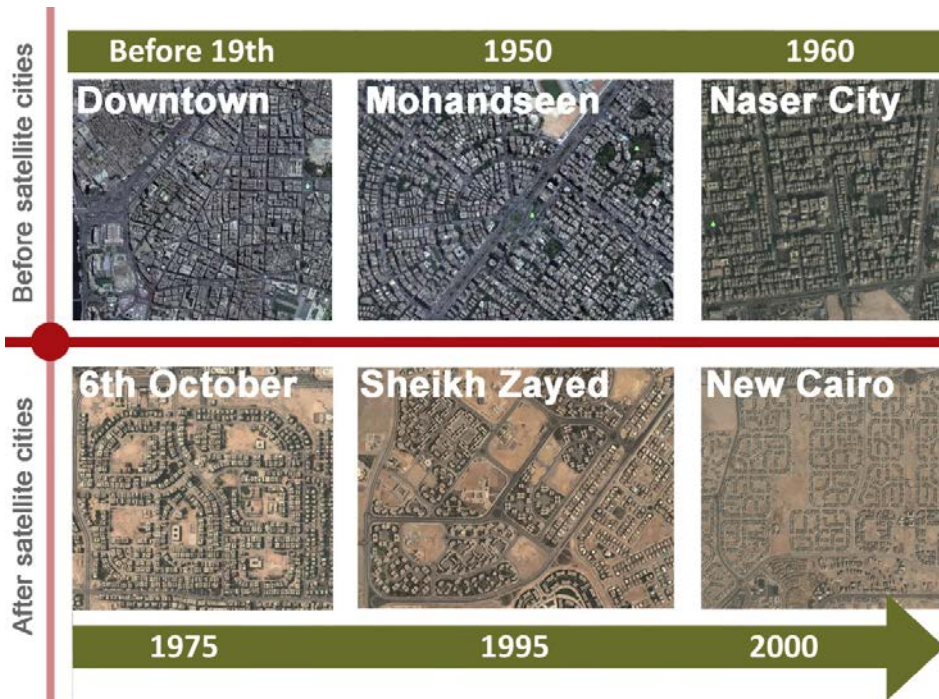 Before satellite cities
Before 19th
1950
1960
Downtown
Mohandseen
Naser City
After satellite cities
6th October
Sheikh Zayed
New Cairo
1975
1995
2000